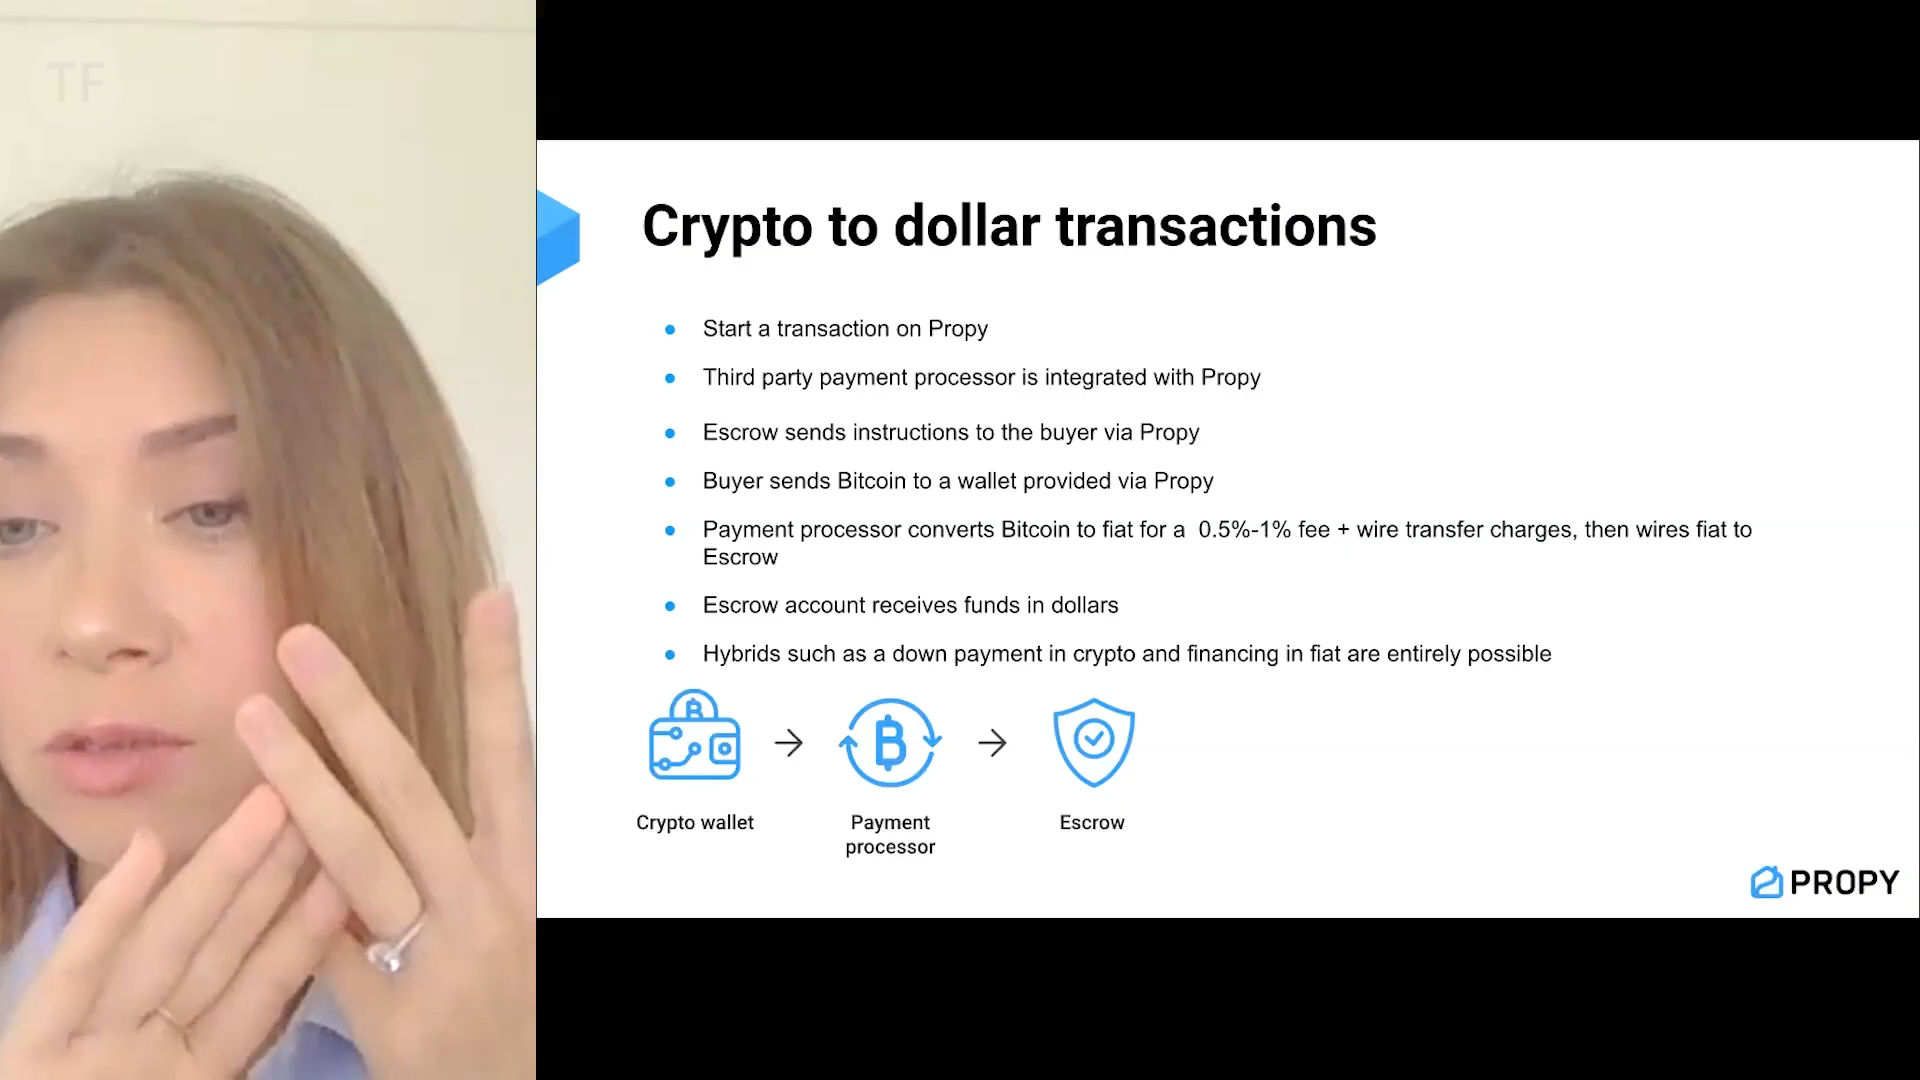 TF
Crypto to dollar transactions
Start a transaction on Propy
Third party payment processor is integrated with Propy
Escrow sends instructions to the buyer via Propy
Buyer sends Bitcoin to a wallet provided via Propy
Payment processor converts Bitcoin to fiat for a 0.5%-1% fee + wire transfer charges, then wires fiat to
Escrow
Escrow account receives funds in dollars
Hybrids such as a down payment in crypto and financing in fiat are entirely possible
Crypto wallet
Payment
processor
Escrow
PROPY